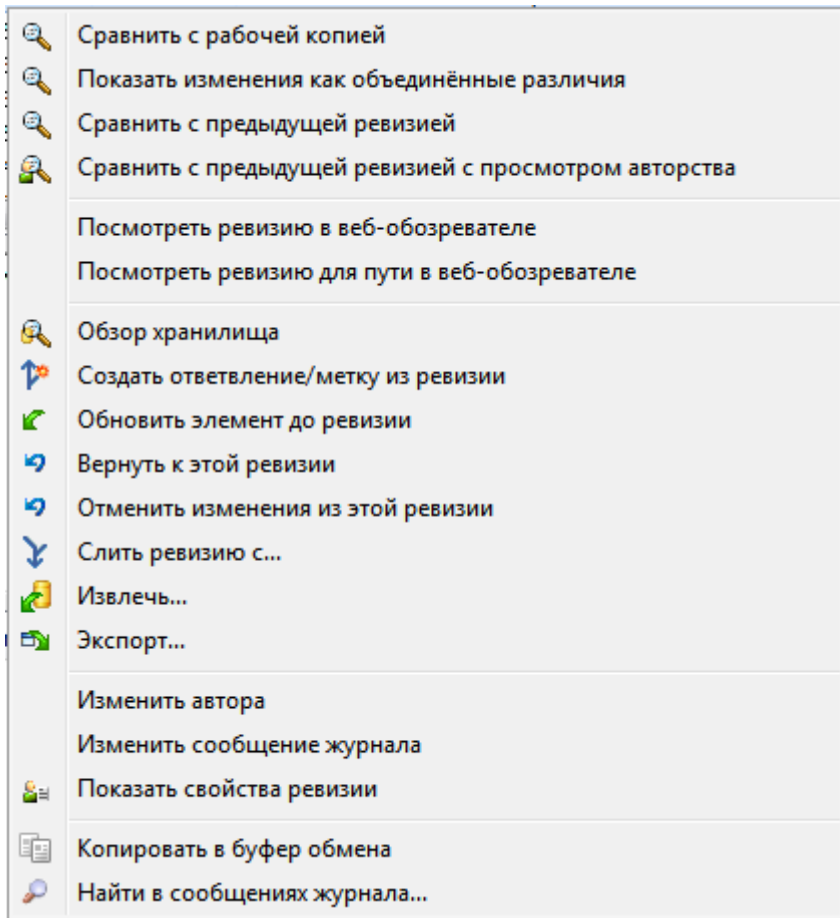 Сравнить с рабочей копией
Показать изменения как объединённые различия
Сравнить с предыдущей ревизией
Сравнить с предыдущей ревизией с просмотром авторства
Посмотреть ревизию в веб-обозревателе
Посмотреть ревизию для пути в веб-обозревателе
Обзор хранилища
Создать ответвление/метку из ревизии
Обновить элемент до ревизии
Вернуть к этой ревизии
Отменить изменения из этой ревизии
Слить ревизию с...
Извлечь...
Экспорт...
Изменить автора
Изменить сообщение журнала
Показать свойства ревизии
Копировать в буфер обмена
Найти в сообщениях журнала...